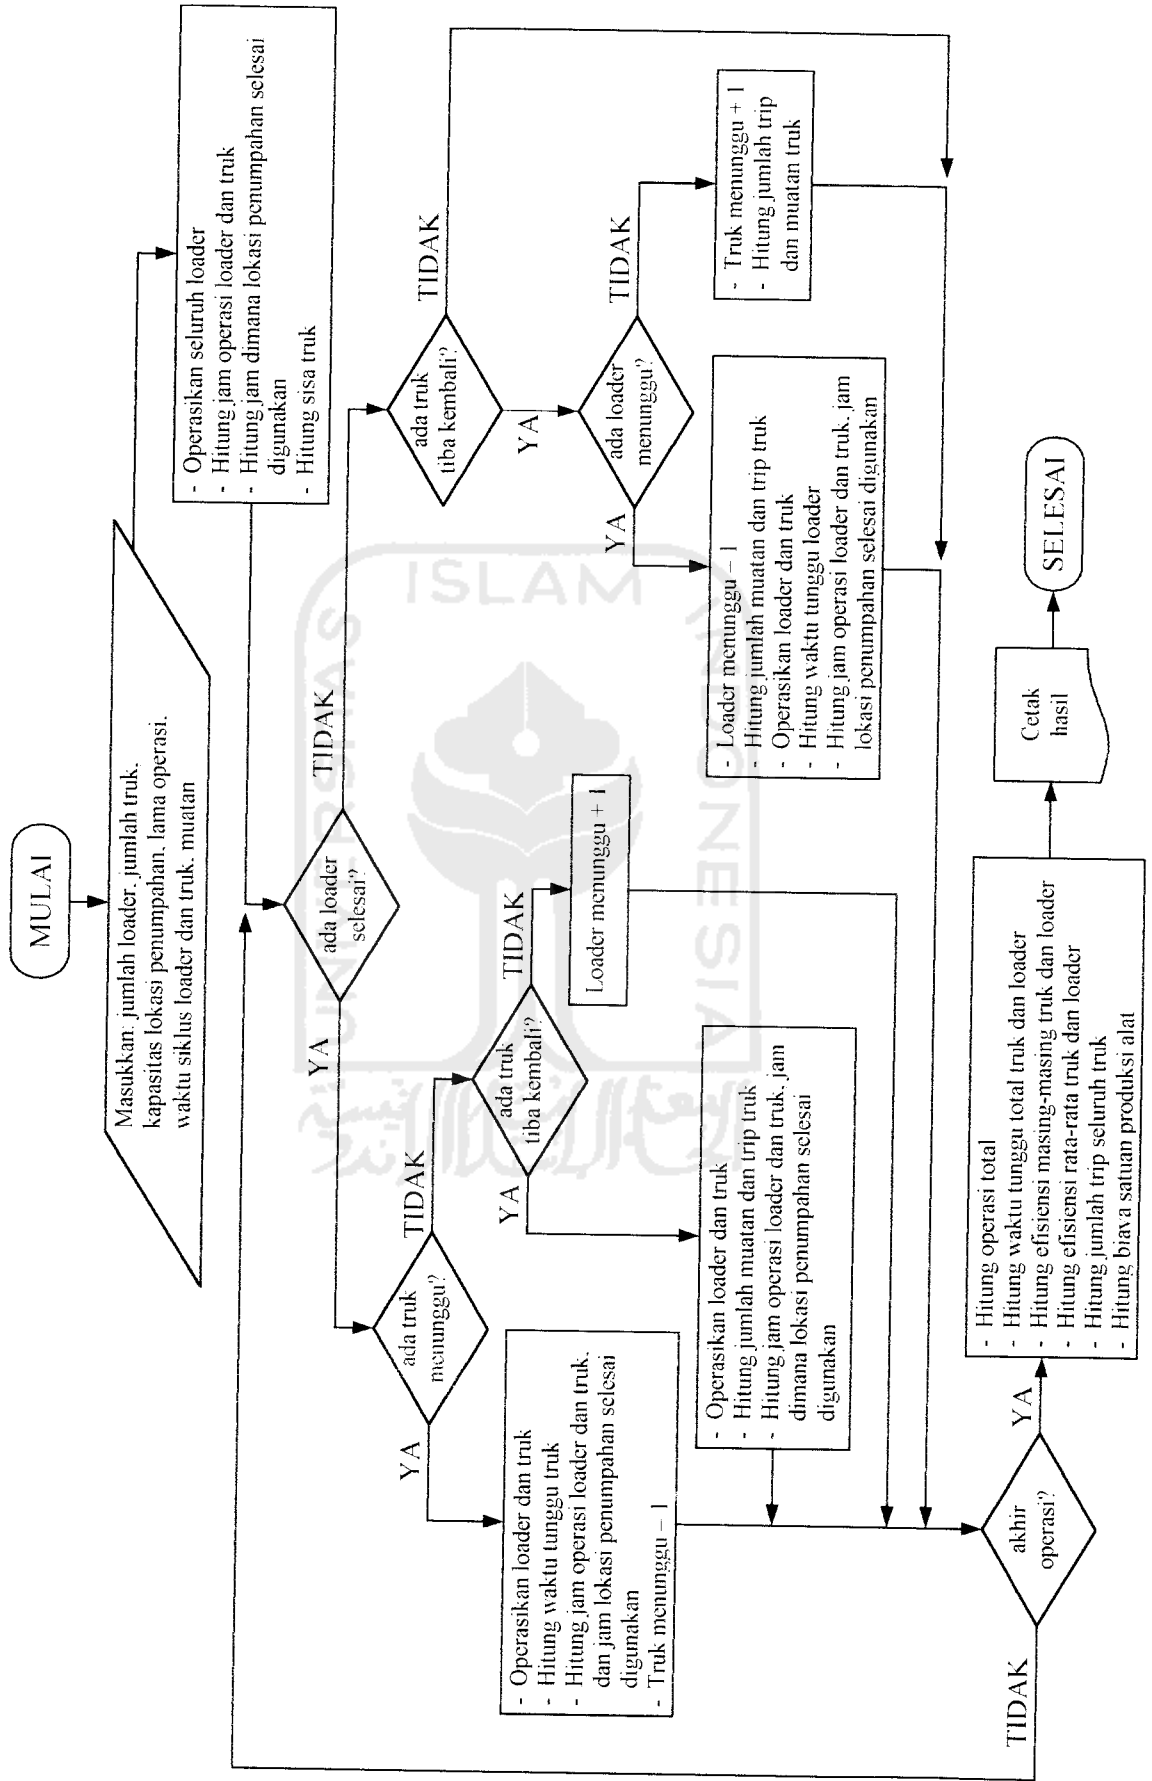 MULAI
Masukkan: jumlah loader, jumlah truk,
kapasitas lokasi penumpahan, lama operasi,
waktu siklus loader dan truk, muatan
- Operasikan seluruh loader
- Hitung jam operasi loader dan truk
- Hitung jam dimana lokasi penumpahan selesai
digunakan
- Hitung sisa truk
ada loader
selesai?
YA
TIDAK
ada truk
menunggu?
YA
TIDAK
- Operasikan loader dan truk
- Hitung waktu tunggu truk
- Hitung jam operasi loader dan truk,
dan jam lokasi penumpahan selesai
digunakan
- Truk menunggu – 1
ada truk
tiba kembali?
YA
TIDAK
- Operasikan loader dan truk
- Hitung jumlah muatan dan trip truk
- Hitung jam operasi loader dan truk, jam
dimana lokasi penumpahan selesai
digunakan
Loader menunggu + 1
ada truk
tiba kembali?
YA
TIDAK
ada loader
menunggu?
YA
TIDAK
- Loader menunggu – 1
- Hitung jumlah muatan dan trip truk
- Operasikan loader dan truk
- Hitung waktu tunggu loader
- Hitung jam operasi loader dan truk, jam
lokasi penumpahan selesai digunakan
- Truk menunggu + 1
- Hitung jumlah trip
dan muatan truk
akhir
operasi?
TIDAK
YA
- Hitung operasi total
- Hitung waktu tunggu total truk dan loader
- Hitung efisiensi masing-masing truk dan loader
- Hitung efisiensi rata-rata truk dan loader
- Hitung jumlah trip seluruh truk
- Hitung biaya satuan produksi alat
Cetak
hasil
SELESAI
UNIVERSITAS
ISLAM
INDONESIA